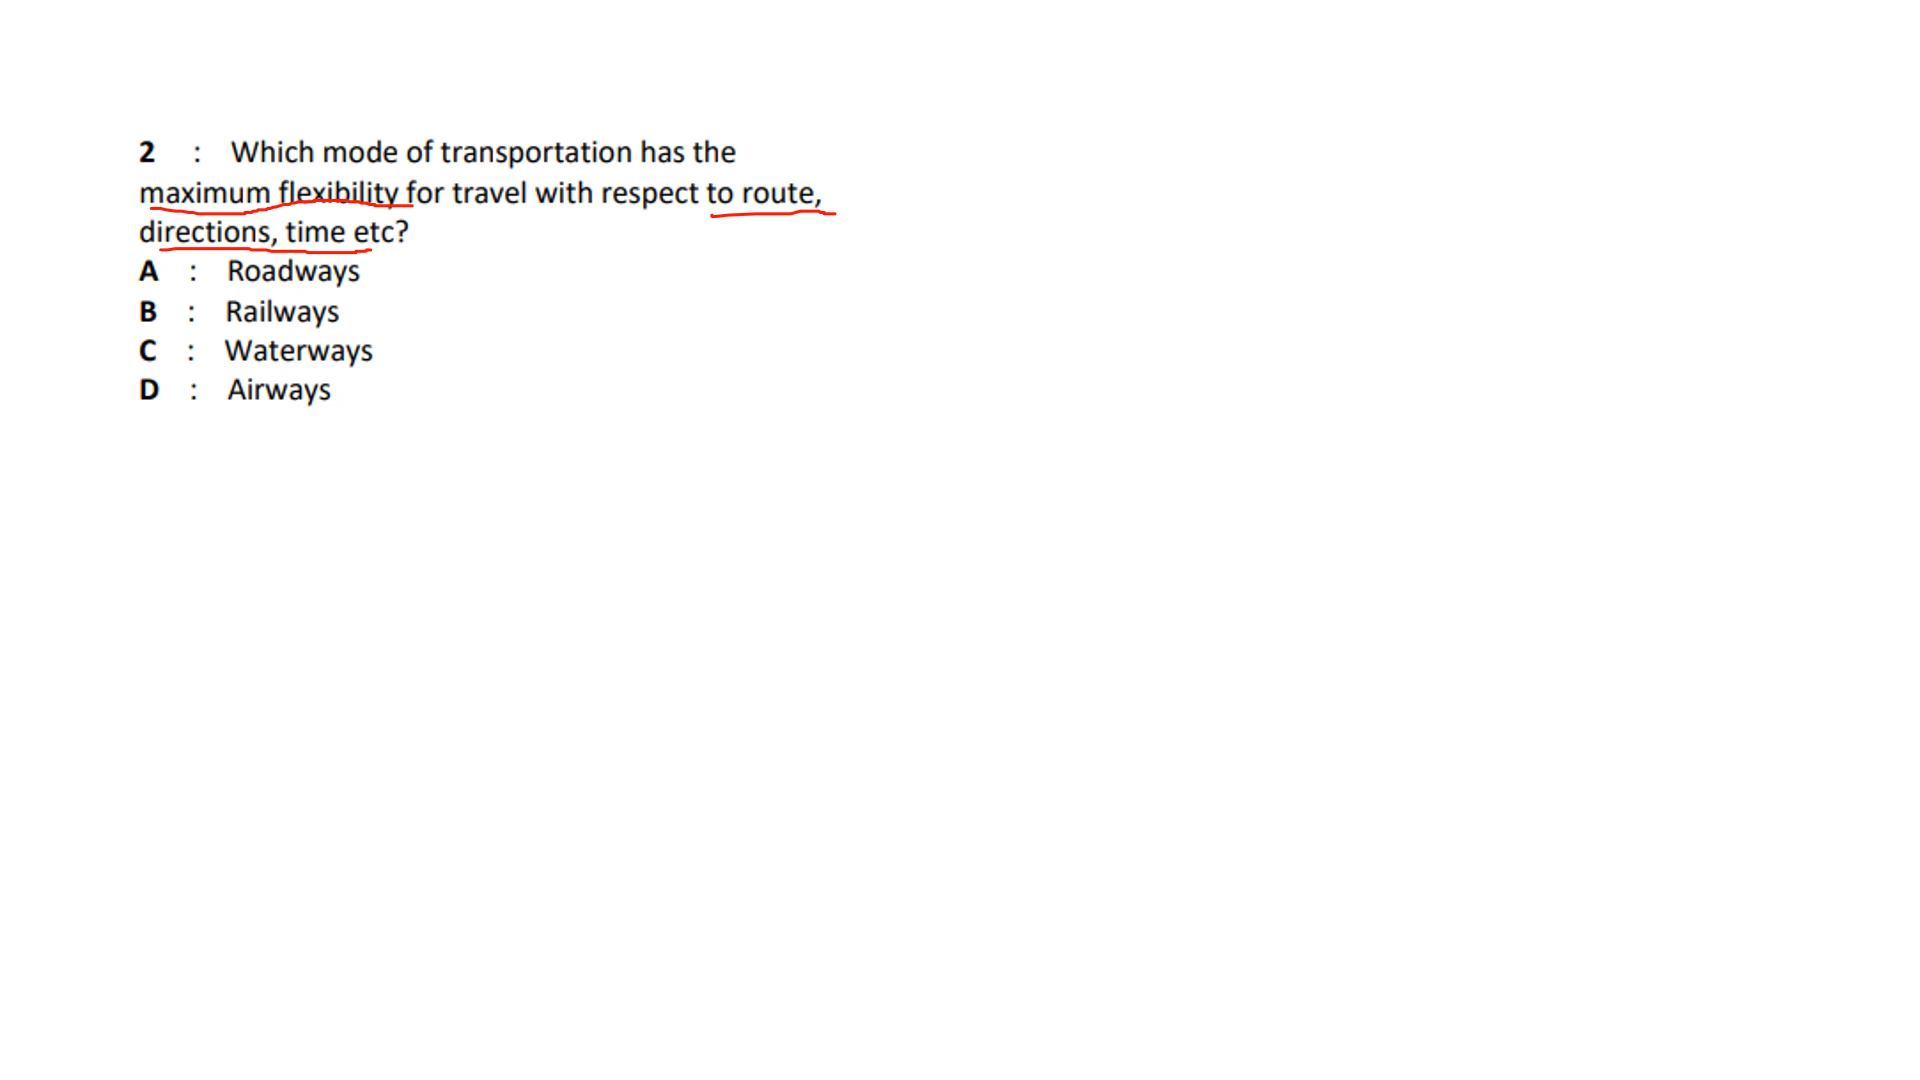 2 : Which mode of transportation has the
maximum flexibility for travel with respect to route,
directions, time etc?
A : Roadways
B : Railways
C : Waterways
D : Airways